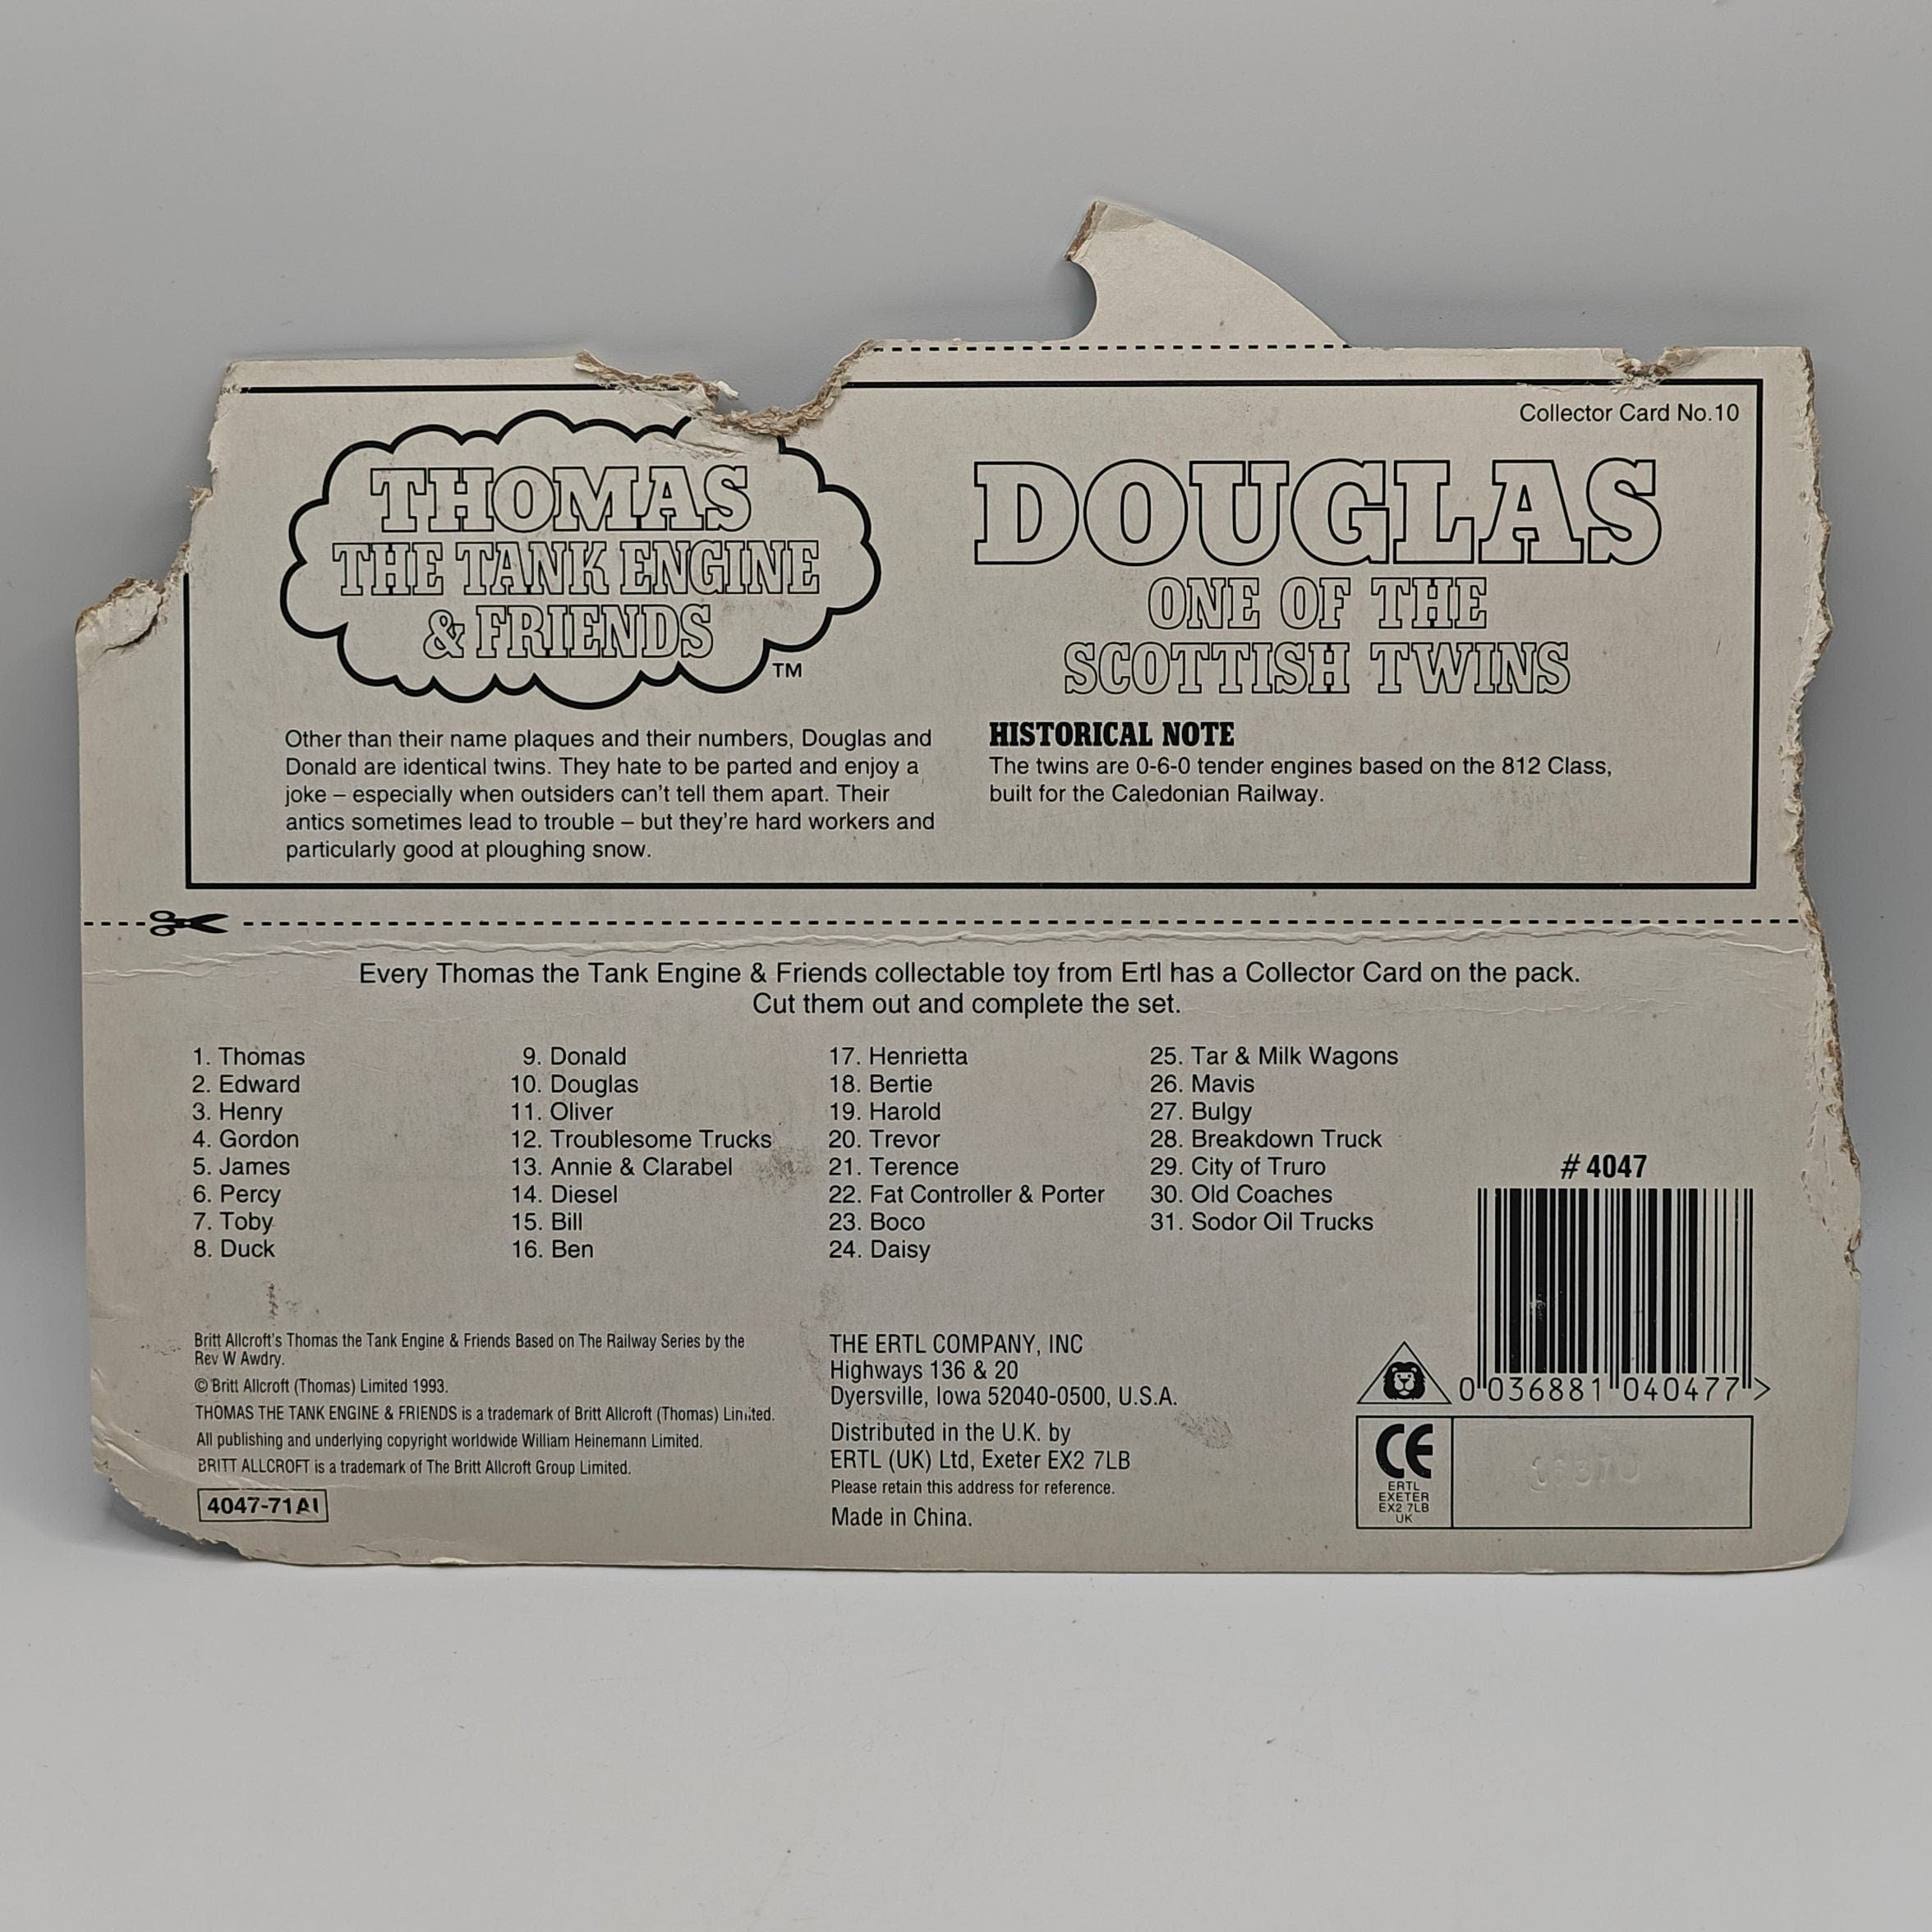 Collector Card No.10
THOMAS
THE TANK ENGINE
& FRIENDS
TM
DOUGLAS
ONE OF THE
SCOTTISH TWINS
Other than their name plaques and their numbers, Douglas and
Donald are identical twins. They hate to be parted and enjoy a
joke – especially when outsiders can't tell them apart. Their
antics sometimes lead to trouble – but they're hard workers and
particularly good at ploughing snow.
HISTORICAL NOTE
The twins are 0-6-0 tender engines based on the 812 Class,
built for the Caledonian Railway.
Every Thomas the Tank Engine & Friends collectable toy from Ertl has a Collector Card on the pack.
Cut them out and complete the set.
1. Thomas
2. Edward
3. Henry
4. Gordon
5. James
6. Percy
7. Toby
8. Duck
9. Donald
10. Douglas
11. Oliver
12. Troublesome Trucks
13. Annie & Clarabel
14. Diesel
15. Bill
16. Ben
17. Henrietta
18. Bertie
19. Harold
20. Trevor
21. Terence
22. Fat Controller & Porter
23. Boco
24. Daisy
25. Tar & Milk Wagons
26. Mavis
27. Bulgy
28. Breakdown Truck
29. City of Truro
30. Old Coaches
31. Sodor Oil Trucks
# 4047
0 036881 040477 >
Britt Allcroft's Thomas the Tank Engine & Friends Based on The Railway Series by the
Rev W Awdry.
© Britt Allcroft (Thomas) Limited 1993.
THOMAS THE TANK ENGINE & FRIENDS is a trademark of Britt Allcroft (Thomas) Limited.
All publishing and underlying copyright worldwide William Heinemann Limited.
BRITT ALLCROFT is a trademark of The Britt Allcroft Group Limited.
4047-71AI
THE ERTL COMPANY, INC
Highways 136 & 20
Dyersville, Iowa 52040-0500, U.S.A.
Distributed in the U.K. by
ERTL (UK) Ltd, Exeter EX2 7LB
Please retain this address for reference.
Made in China.
CE
ERTL
EXETER
EX2 7LB
UK